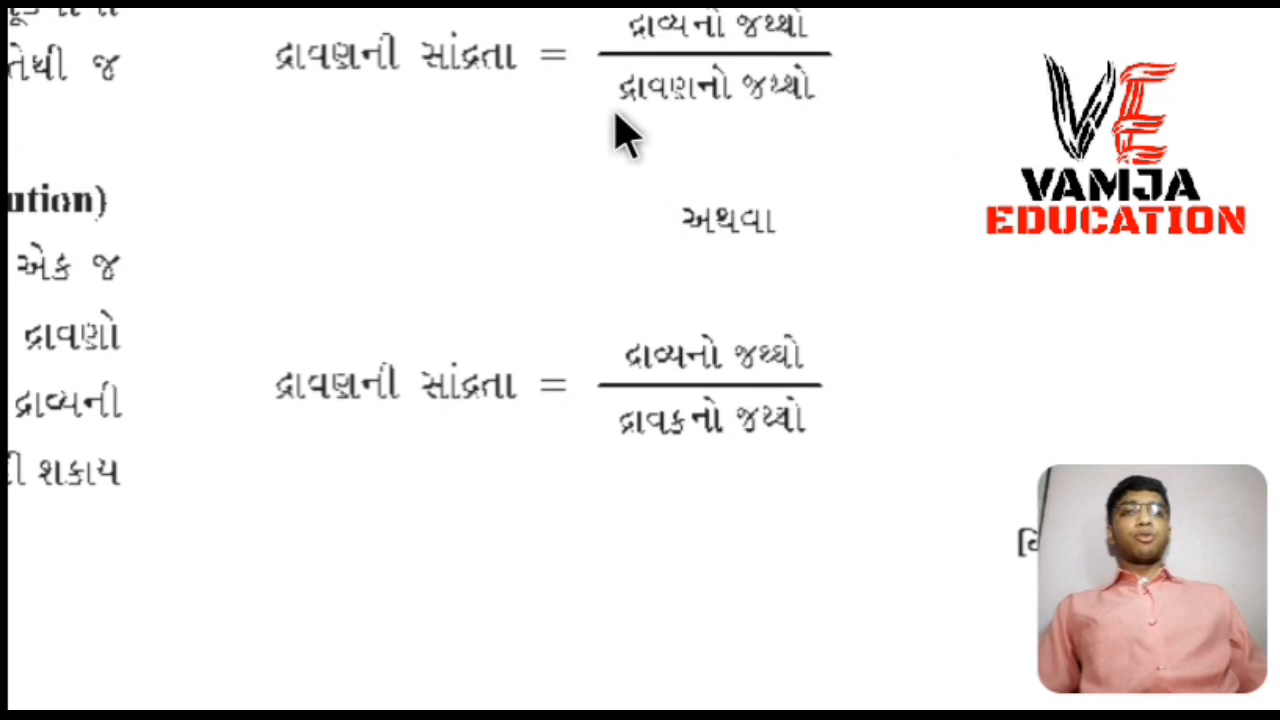 તેથી જ
દ્રાવણની સાંદ્રતા = દ્રાવ્યનો જથ્થો
દ્રાવણનો જથ્થો
VE
VAMJA
EDUCATION
ution)
અથવા
એક જ
દ્રાવણો
દ્રાવણની સાંદ્રતા = દ્રાવ્યનો જથ્થો
દ્રાવકનો જથ્થો
દ્રાવ્યની
શકાય